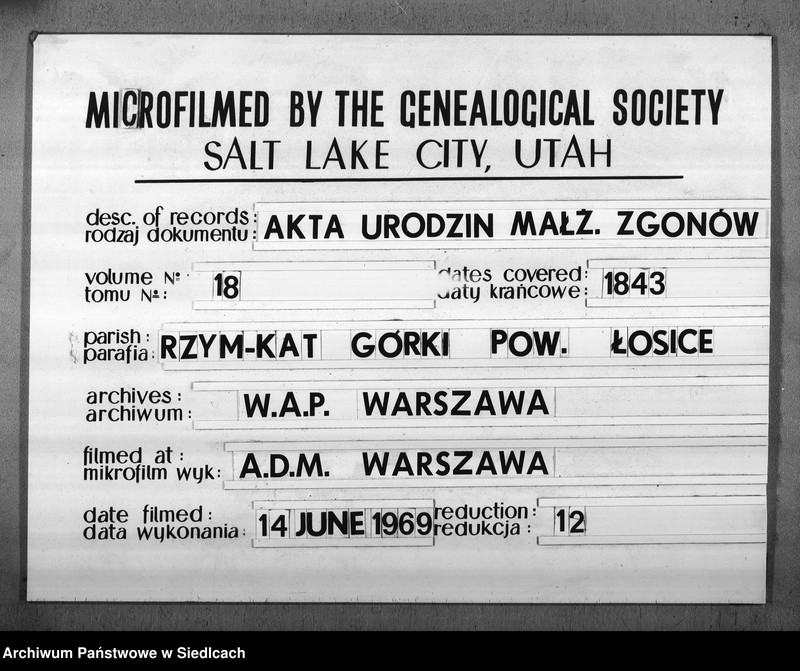 MICROFILMED BY THE GENEALOGICAL SOCIETY
SALT LAKE CITY, UTAH
desc. of records: AKTA URODZIN MAŁŻ. ZGONÓW
rodzaj dokumentu:
volume №: 18 dates covered: 1843
tomu №: daty krańcowe:
parish: RZYM-KAT GÓRKI POW. ŁOSICE
parafia:
archives: W.A.P. WARSZAWA
archiwum:
filmed at: A.D.M. WARSZAWA
mikrofilm wyk:
date filmed: 14 JUNE 1969 reduction: 12
data wykonania: redukcja:
Archiwum Państwowe w Siedlcach